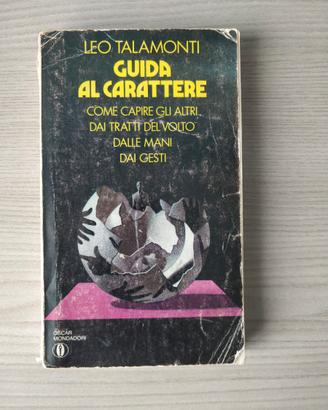 LEO TALAMONTI
GUIDA
AL CARATTERE
COME CAPIRE GLI ALTRI
DAI TRATTI DEL VOLTO
DALLE MANI
DAI GESTI
OSCAR
MONDADORI